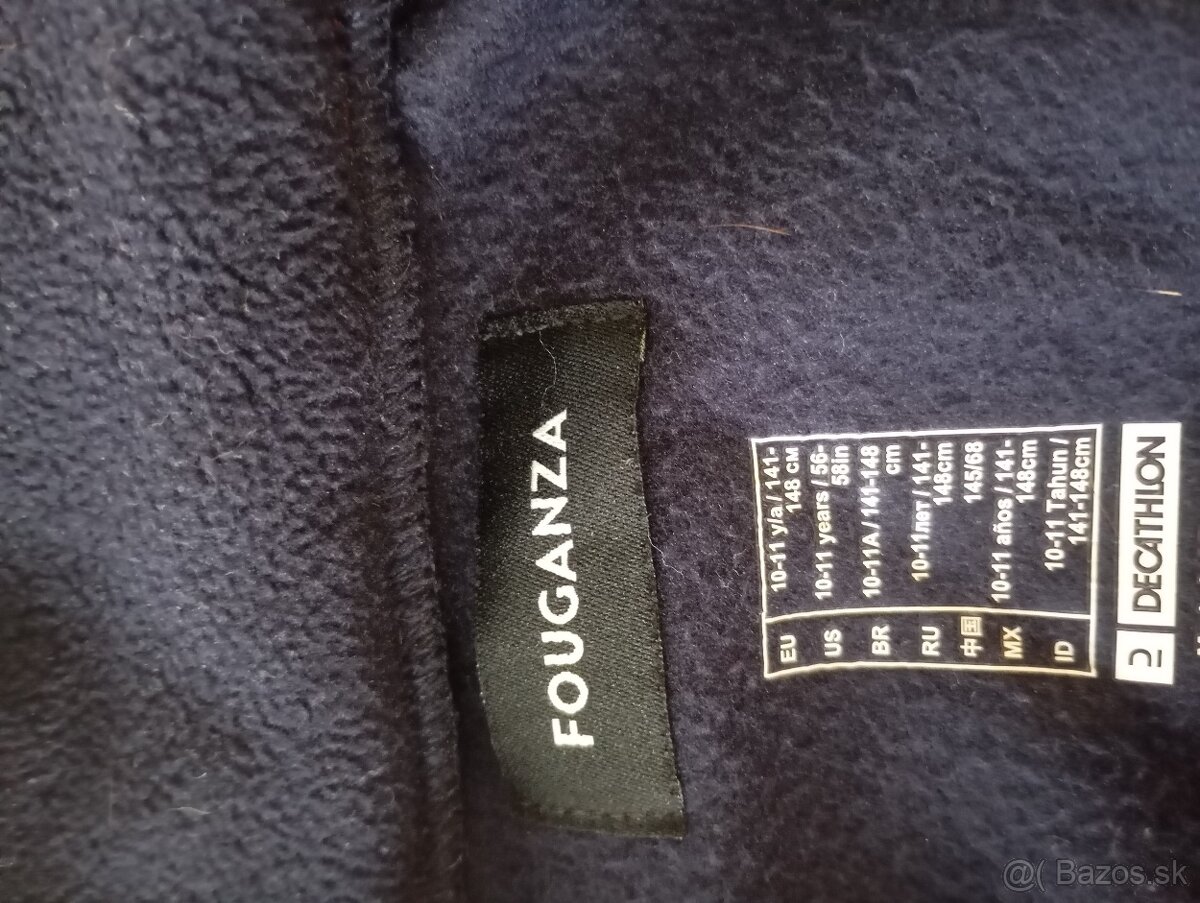 FOUGANZA
EU 10-11 y/a / 141-
148 см
US 10-11 years / 56-
58in
BR 10-11A / 141-148
cm
RU 10-11лет / 141-
148cm
中国 145/68
MX 10-11 años / 141-
148cm
ID 10-11 Tahun /
141-148cm
DECATHLON
@( Bazos.sk